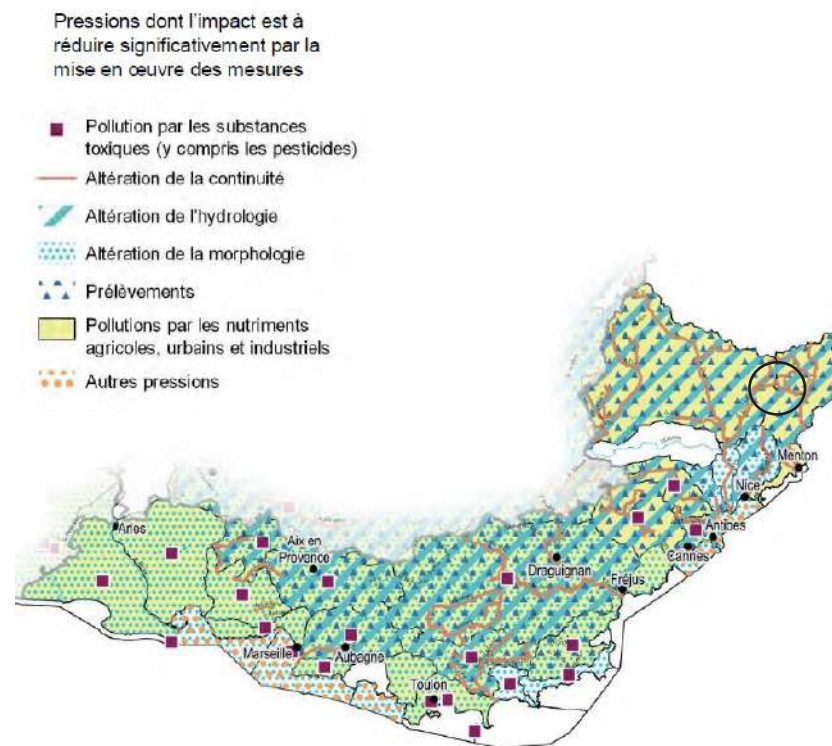 Pressions dont l'impact est à
réduire significativement par la
mise en œuvre des mesures
Pollution par les substances
toxiques (y compris les pesticides)
Altération de la continuité
Altération de l'hydrologie
Altération de la morphologie
Prélèvements
Pollutions par les nutriments
agricoles, urbains et industriels
Autres pressions
Menton
Nice
Arles
Antibes
Aix en
Provence
Cannes
Draguignan
Fréjus
Marseille
Aubagne
Toulon